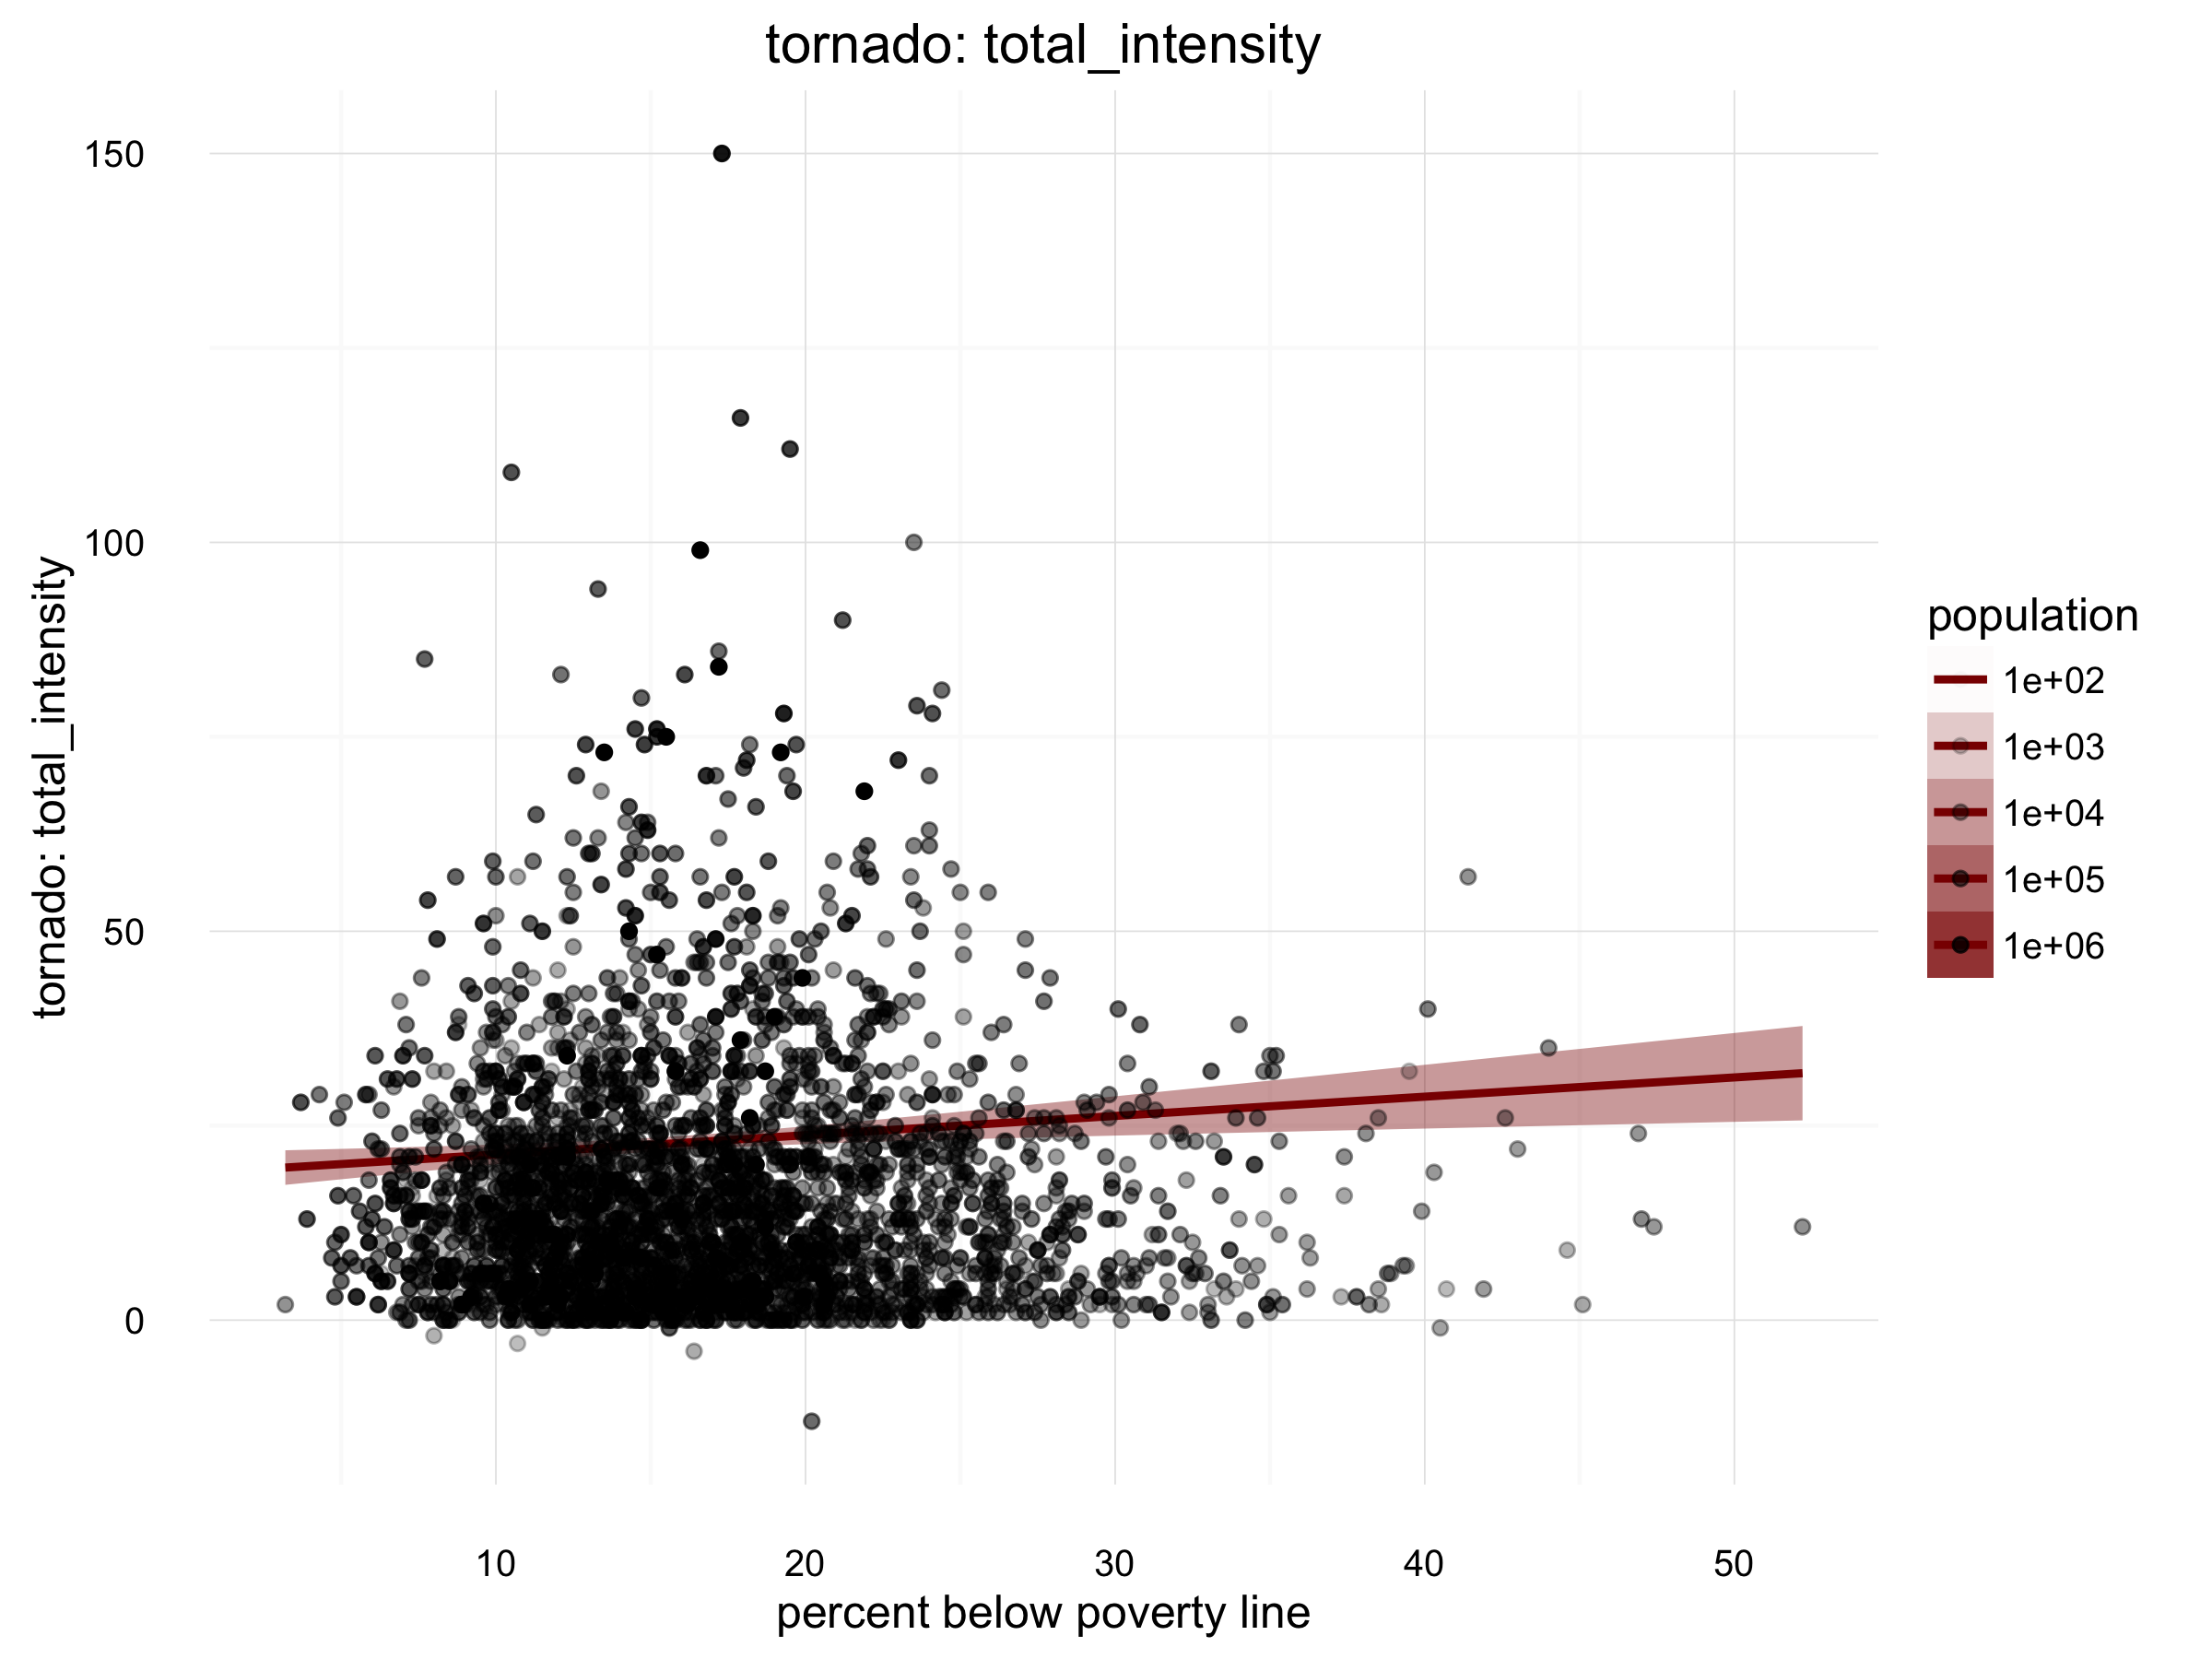 tornado: total_intensity
150
100
50
0
tornado: total_intensity
10 20 30 40 50
percent below poverty line
population
1e+02
1e+03
1e+04
1e+05
1e+06